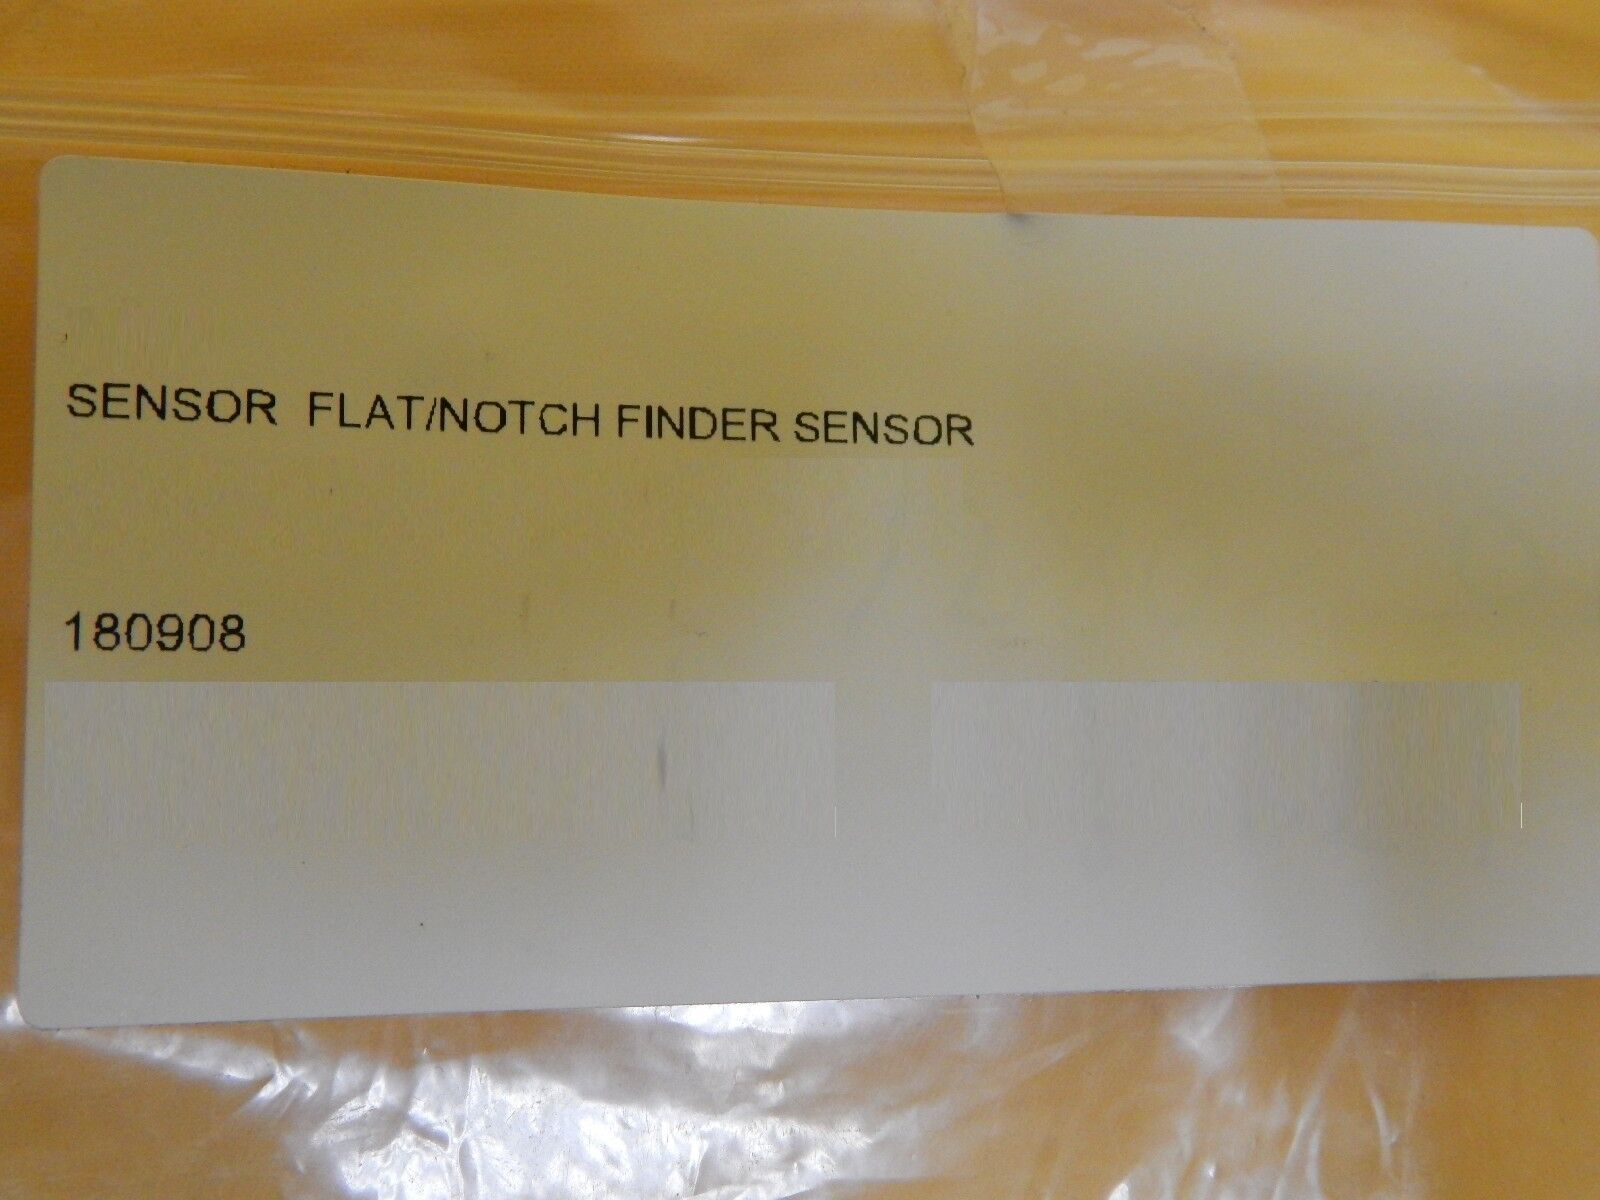 SENSOR FLAT/NOTCH FINDER SENSOR
180908